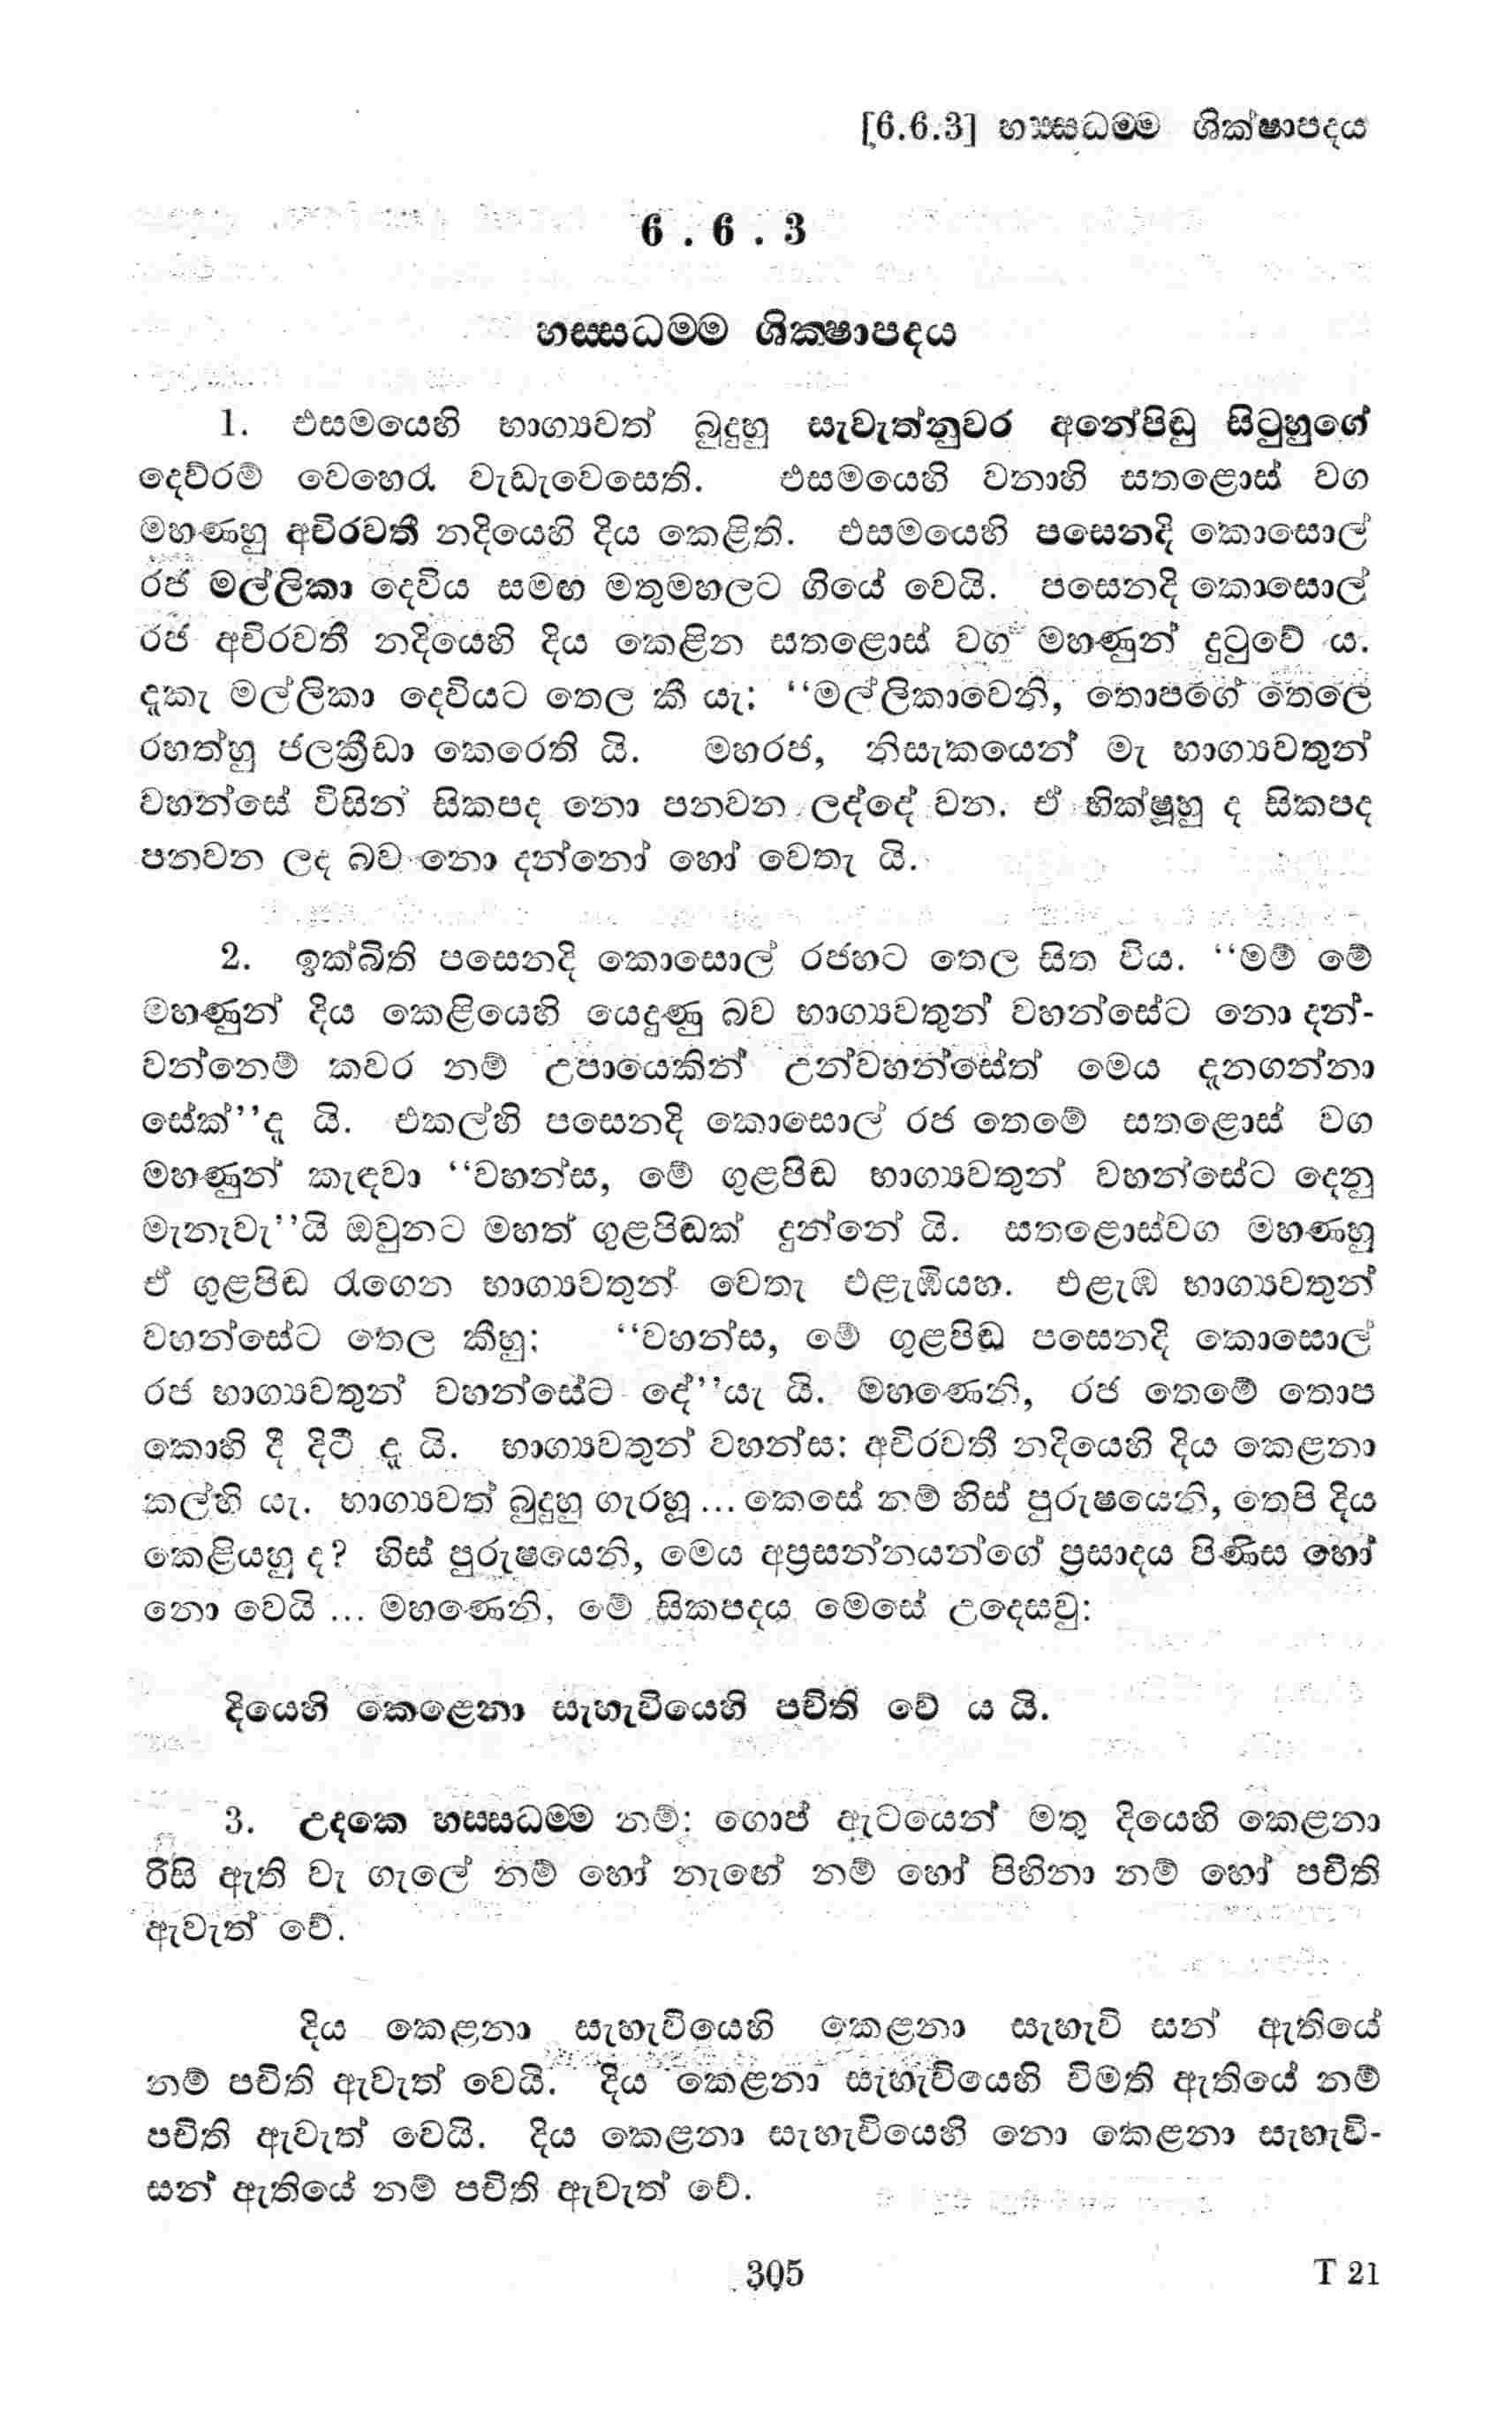 [6.6.3] හස්සධම්ම ශික්ෂාපදය
6 . 6 . 3
හස්සධම්ම ශික්ෂාපදය
1. එසමයෙහි භාග්‍යවත් බුදුහු සැවැත්නුවර අනේපිඬු සිටුහුගේ
දෙව්රම් වෙහෙර වැඩැවෙසෙති. එසමයෙහි වනාහි සතළොස් වග
මහණහු අචිරවතී නදියෙහි දිය කෙළිති. එසමයෙහි පසෙනදි කොසොල්
රජ මල්ලිකා දෙවිය සමඟ මතුමහලට ගියේ වෙයි. පසෙනදි කොසොල්
රජ අචිරවතී නදියෙහි දිය කෙළින සතළොස් වග මහණුන් දුටුවේ ය.
දැකැ මල්ලිකා දෙවියට තෙල කී යැ: “මල්ලිකාවෙනි, තොපගේ තෙලෙ
රහත්හු ජලක්‍රීඩා කෙරෙති යි. මහරජ, නිසැකයෙන් මැ භාග්‍යවතුන්
වහන්සේ විසින් සිකපද නො පනවන ලද්දේ වන. ඒ භික්ෂූහු ද සිකපද
පනවන ලද බව නො දන්නෝ හෝ වෙතැ යි.
2. ඉක්බිති පසෙනදි කොසොල් රජහට තෙල සිත විය. “මම් මේ
මහණුන් දිය කෙළියෙහි යෙදුණු බව භාග්‍යවතුන් වහන්සේට නො දන්-
වන්නෙම් කවර නම් උපායෙකින් උන්වහන්සේත් මෙය දැනගන්නා
සේක්”දැ යි. එකල්හි පසෙනදි කොසොල් රජ තෙමේ සතළොස් වග
මහණුන් කැඳවා “වහන්ස, මේ ගුළපිඬ භාග්‍යවතුන් වහන්සේට දෙනු
මැනැවැ”යි ඔවුනට මහත් ගුළපිඬක් දුන්නේ යි. සතළොස්වග මහණහු
ඒ ගුළපිඬ රැගෙන භාග්‍යවතුන් වෙතැ එළැඹියහ. එළැඹ භාග්‍යවතුන්
වහන්සේට තෙල කීහු: “වහන්ස, මේ ගුළපිඬ පසෙනදි කොසොල්
රජ භාග්‍යවතුන් වහන්සේට දේ”යැ යි. මහණෙනි, රජ තෙමේ තොප
කොහි දී දිටී දැ යි. භාග්‍යවතුන් වහන්ස: අචිරවතී නදියෙහි දිය කෙළනා
කල්හි යැ. භාග්‍යවත් බුදුහු ගැරහූ ... කෙසේ නම් හිස් පුරුෂයෙනි, තෙපි දිය
කෙළියහු ද? හිස් පුරුෂයෙනි, මෙය අප්‍රසන්නයන්ගේ ප්‍රසාදය පිණිස හෝ
නො වෙයි ... මහණෙනි, මේ සිකපදය මෙසේ උදෙසවු:
දියෙහි කෙළෙනා සැහැවියෙහි පචිති වේ ය යි.
3. උදකෙ හස්සධම්ම නම්: ගොප් ඇටයෙන් මතු දියෙහි කෙළනා
රිසි ඇති වැ ගැලේ නම් හෝ නැඟේ නම් හෝ පිහිනා නම් හෝ පචිති
ඇවැත් වේ.
දිය කෙළනා සැහැවියෙහි කෙළනා සැහැවි සන් ඇතියේ
නම් පචිති ඇවැත් වෙයි. දිය කෙළනා සැහැවියෙහි විමති ඇතියේ නම්
පචිති ඇවැත් වෙයි. දිය කෙළනා සැහැවියෙහි නො කෙළනා සැහැවි-
සන් ඇතියේ නම් පචිති ඇවැත් වේ.
305
T 21